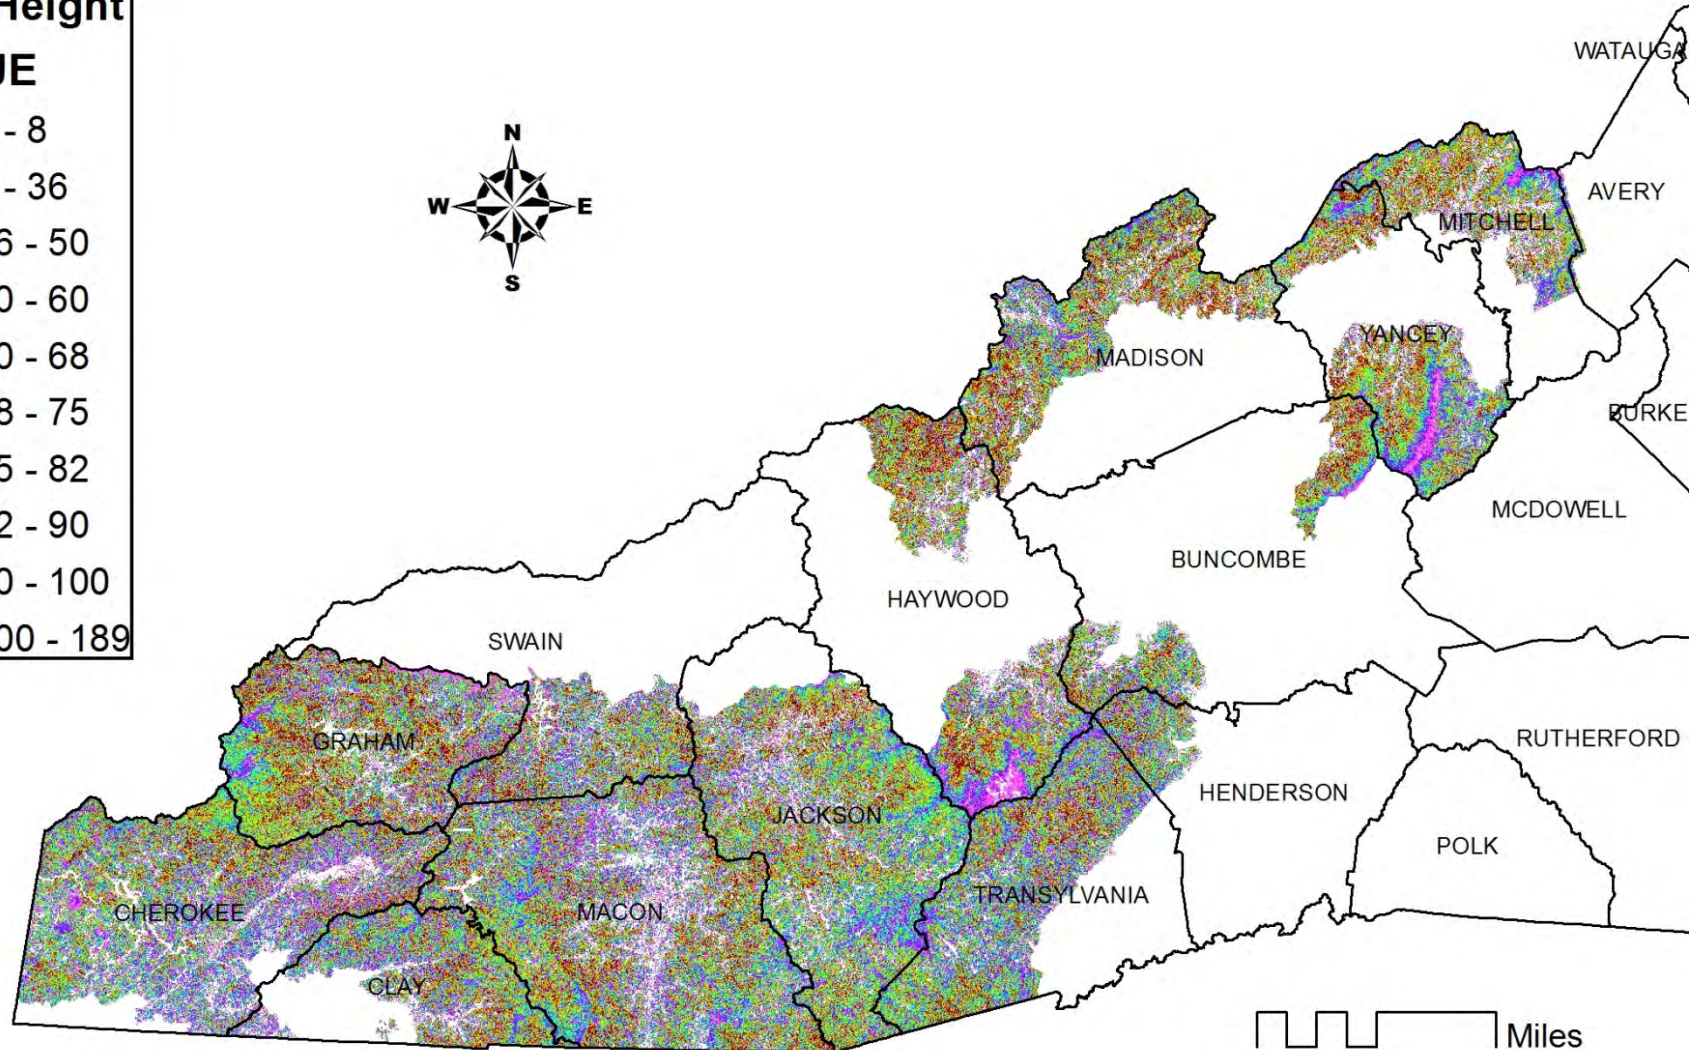 Height
UE
- 8
- 36
6 - 50
0 - 60
0 - 68
8 - 75
5 - 82
2 - 90
0 - 100
00 - 189
N
W E
S
WATAUGA
AVERY
MITCHELL
YANCEY
MADISON
BURKE
MCDOWELL
BUNCOMBE
HAYWOOD
SWAIN
GRAHAM
RUTHERFORD
HENDERSON
JACKSON
POLK
TRANSYLVANIA
CHEROKEE
MACON
CLAY
Miles